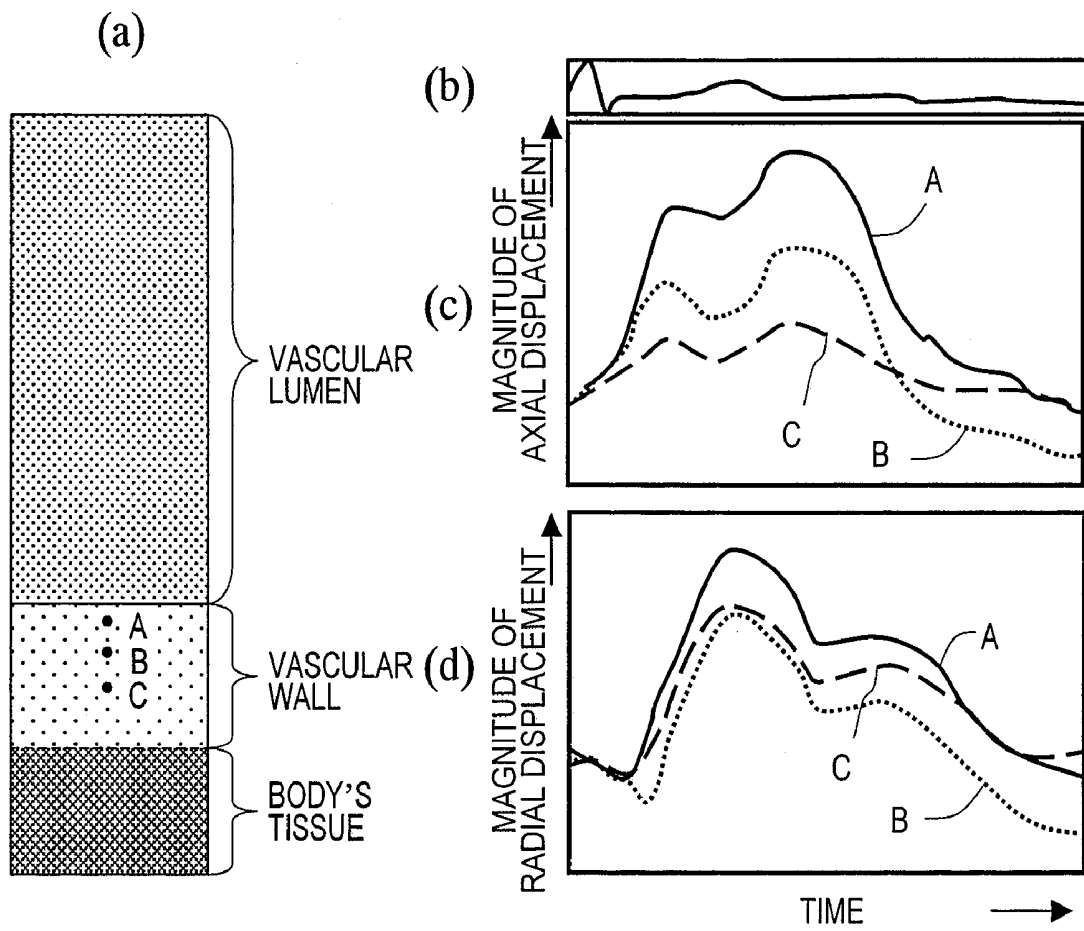 (a)
VASCULAR
LUMEN
A
B
C
VASCULAR
WALL
BODY'S
TISSUE
(b)
(c)
MAGNITUDE OF
AXIAL DISPLACEMENT
A
C
B
(d)
MAGNITUDE OF
RADIAL DISPLACEMENT
A
C
B
TIME